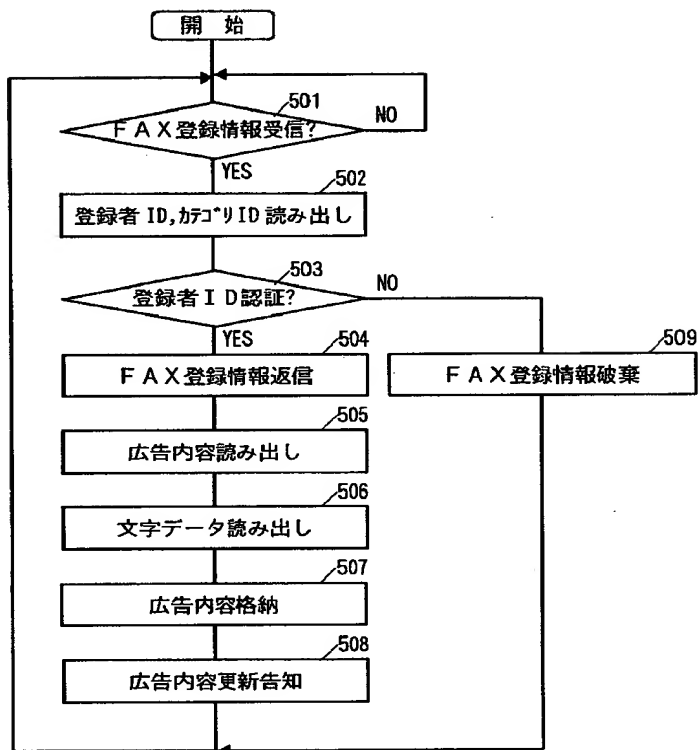 開 始
501
FAX登録情報受信?
NO
YES
502
登録者ID,ｶﾃｺﾞﾘID読み出し
503
登録者ID認証?
NO
YES
504
FAX登録情報返信
509
FAX登録情報破棄
505
広告内容読み出し
506
文字データ読み出し
507
広告内容格納
508
広告内容更新告知